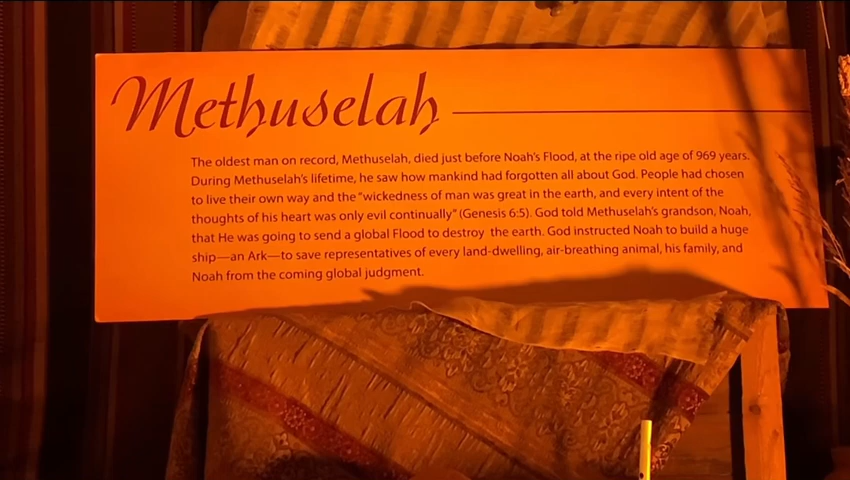 Methuselah
The oldest man on record, Methuselah, died just before Noah's Flood, at the ripe old age of 969 years.
During Methuselah's lifetime, he saw how mankind had forgotten all about God. People had chosen
to live their own way and the "wickedness of man was great in the earth, and every intent of the
thoughts of his heart was only evil continually" (Genesis 6:5). God told Methuselah's grandson, Noah,
that He was going to send a global Flood to destroy the earth. God instructed Noah to build a huge
ship—an Ark—to save representatives of every land-dwelling, air-breathing animal, his family, and
Noah from the coming global judgment.